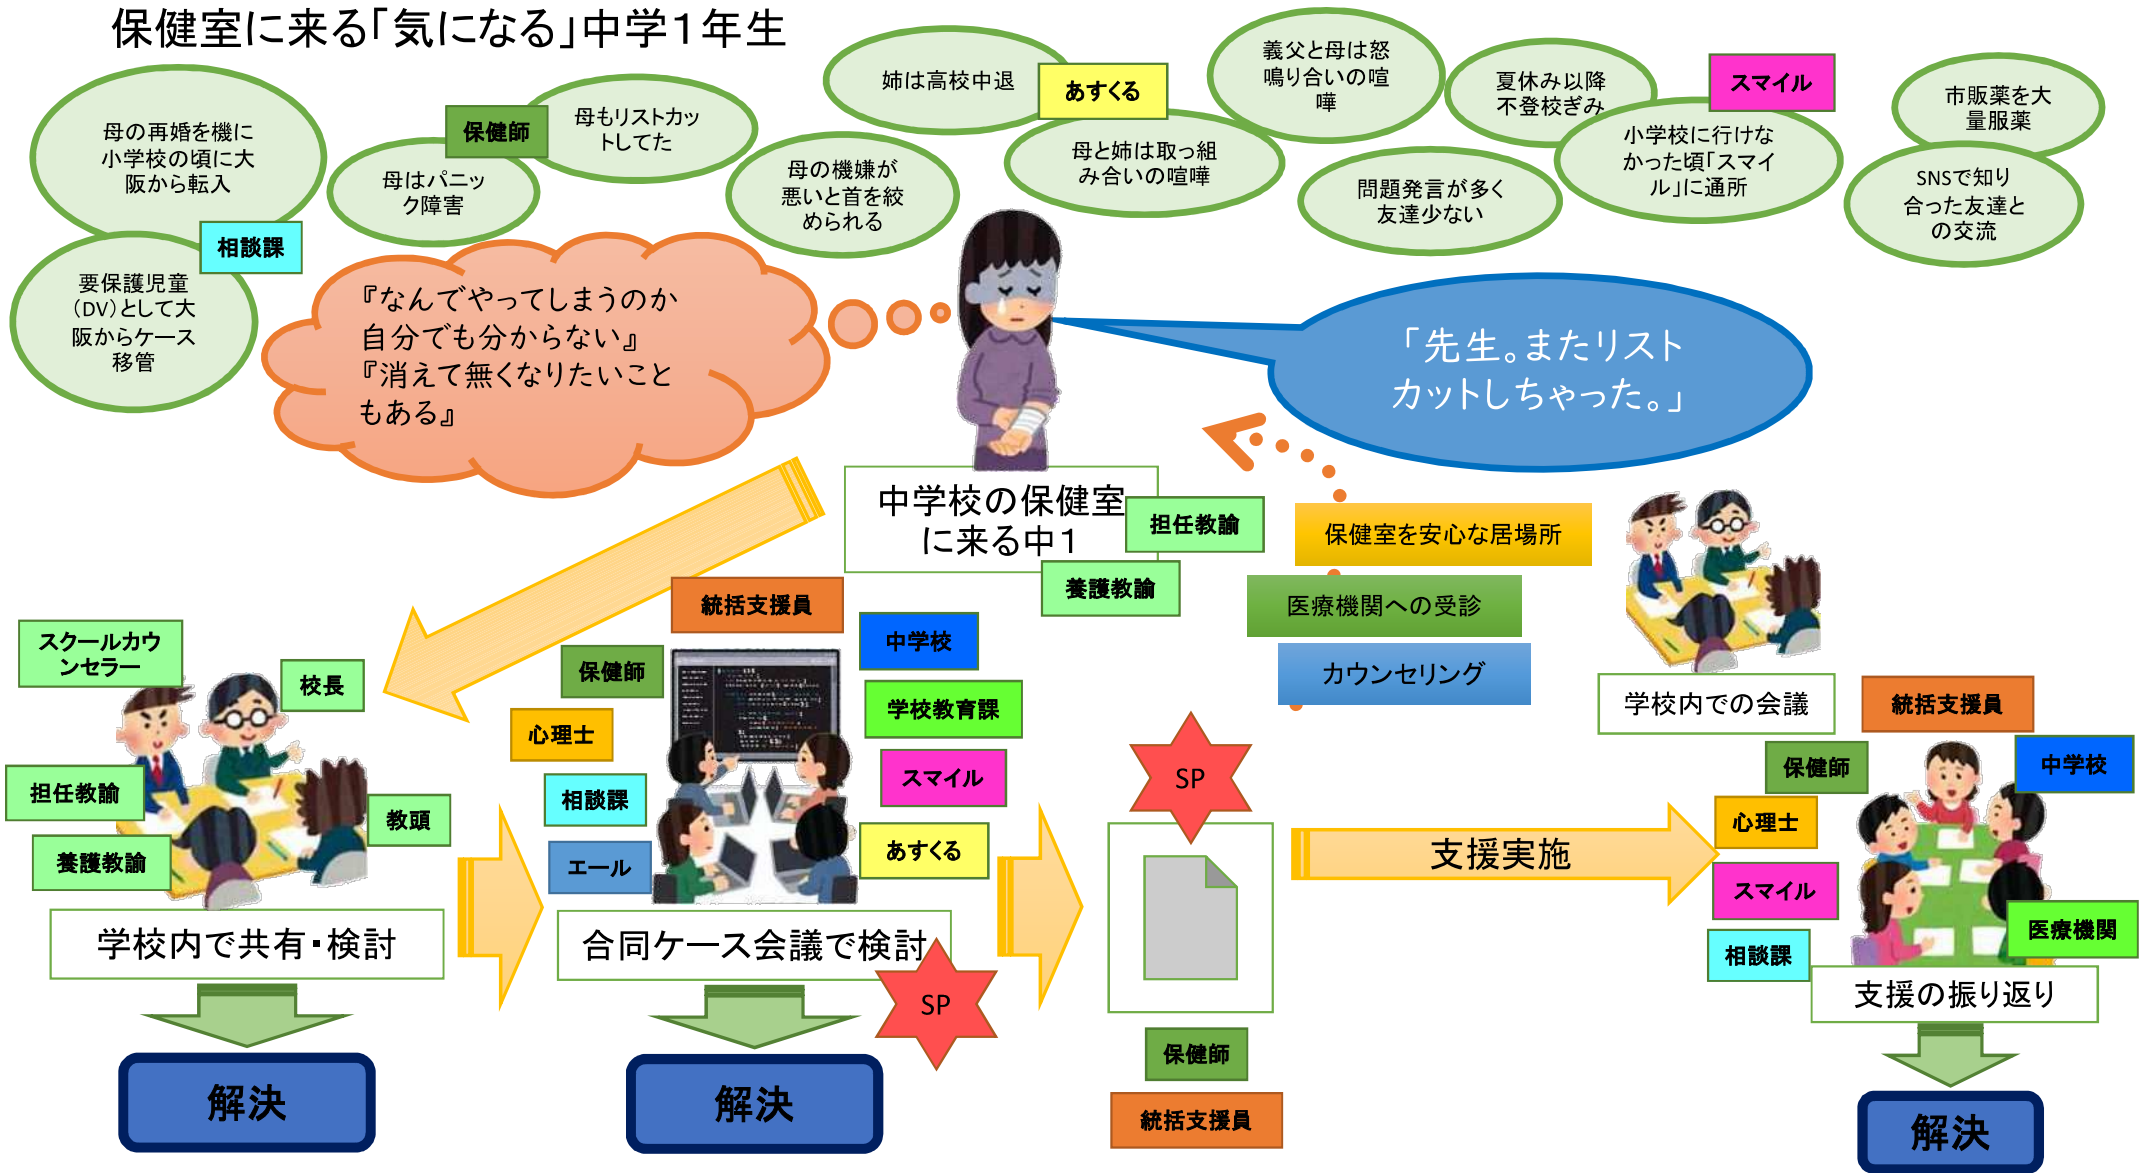 保健室に来る「気になる」中学１年生
母の再婚を機に
小学校の頃に大
阪から転入
相談課
要保護児童
（DV）として大
阪からケース
移管
母はパニッ
ク障害
保健師
母もリストカッ
トしてた
母の機嫌が
悪いと首を絞
められる
姉は高校中退
あすくる
母と姉は取っ組
み合いの喧嘩
義父と母は怒
鳴り合いの喧
嘩
問題発言が多く
友達少ない
夏休み以降
不登校ぎみ
スマイル
小学校に行けな
かった頃「スマイ
ル」に通所
市販薬を大
量服薬
SNSで知り
合った友達と
の交流
『なんでやってしまうのか
自分でも分からない』
『消えて無くなりたいこと
もある』
「先生。またリスト
カットしちゃった。」
中学校の保健室
に来る中１
担任教諭
養護教諭
保健室を安心な居場所
医療機関への受診
カウンセリング
スクールカウ
ンセラー
校長
担任教諭
教頭
養護教諭
学校内で共有・検討
解決
統括支援員
保健師
中学校
心理士
学校教育課
相談課
スマイル
エール
あすくる
合同ケース会議で検討
SP
解決
SP
保健師
統括支援員
支援実施
学校内での会議
統括支援員
保健師
中学校
心理士
スマイル
相談課
医療機関
支援の振り返り
解決